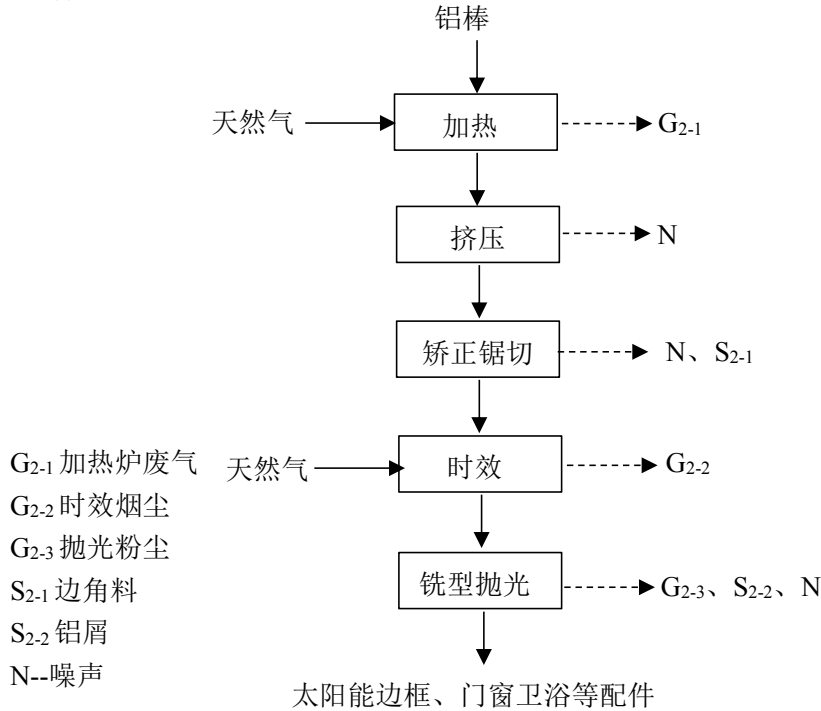 铝棒
天然气
加热
G2-1
挤压
N
矫正锯切
N、S2-1
天然气
时效
G2-2
铣型抛光
G2-3、S2-2、N
太阳能边框、门窗卫浴等配件
G2-1 加热炉废气
G2-2 时效烟尘
G2-3 抛光粉尘
S2-1 边角料
S2-2 铝屑
N--噪声